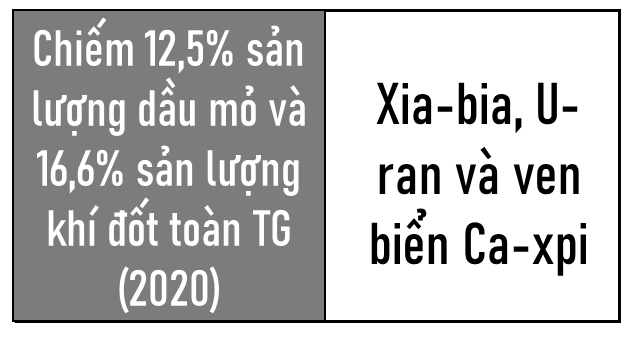 Chiếm 12,5% sản
lượng dầu mỏ và
16,6% sản lượng
khí đốt toàn TG
(2020)
Xia-bia, U-
ran và ven
biển Ca-xpi